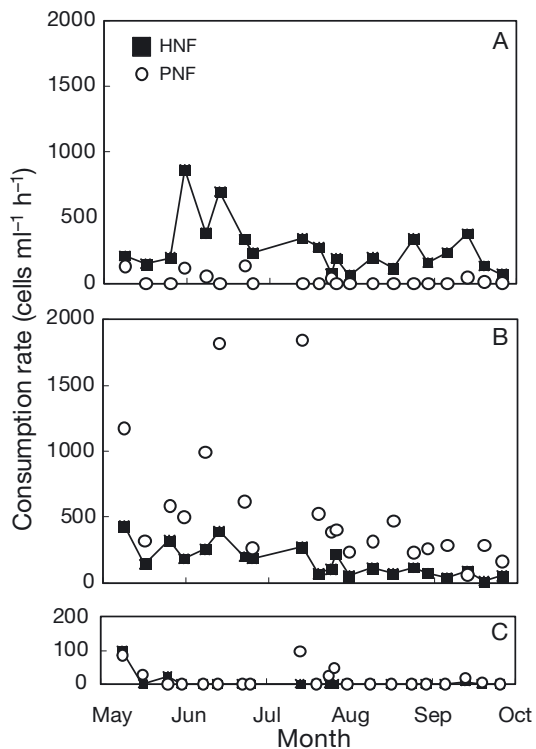 2000
A
HNF
PNF
1500
1000
500
0
2000
B
1500
1000
500
0
200
C
100
0
May Jun Jul Aug Sep Oct
Month
Consumption rate (cells ml⁻¹ h⁻¹)